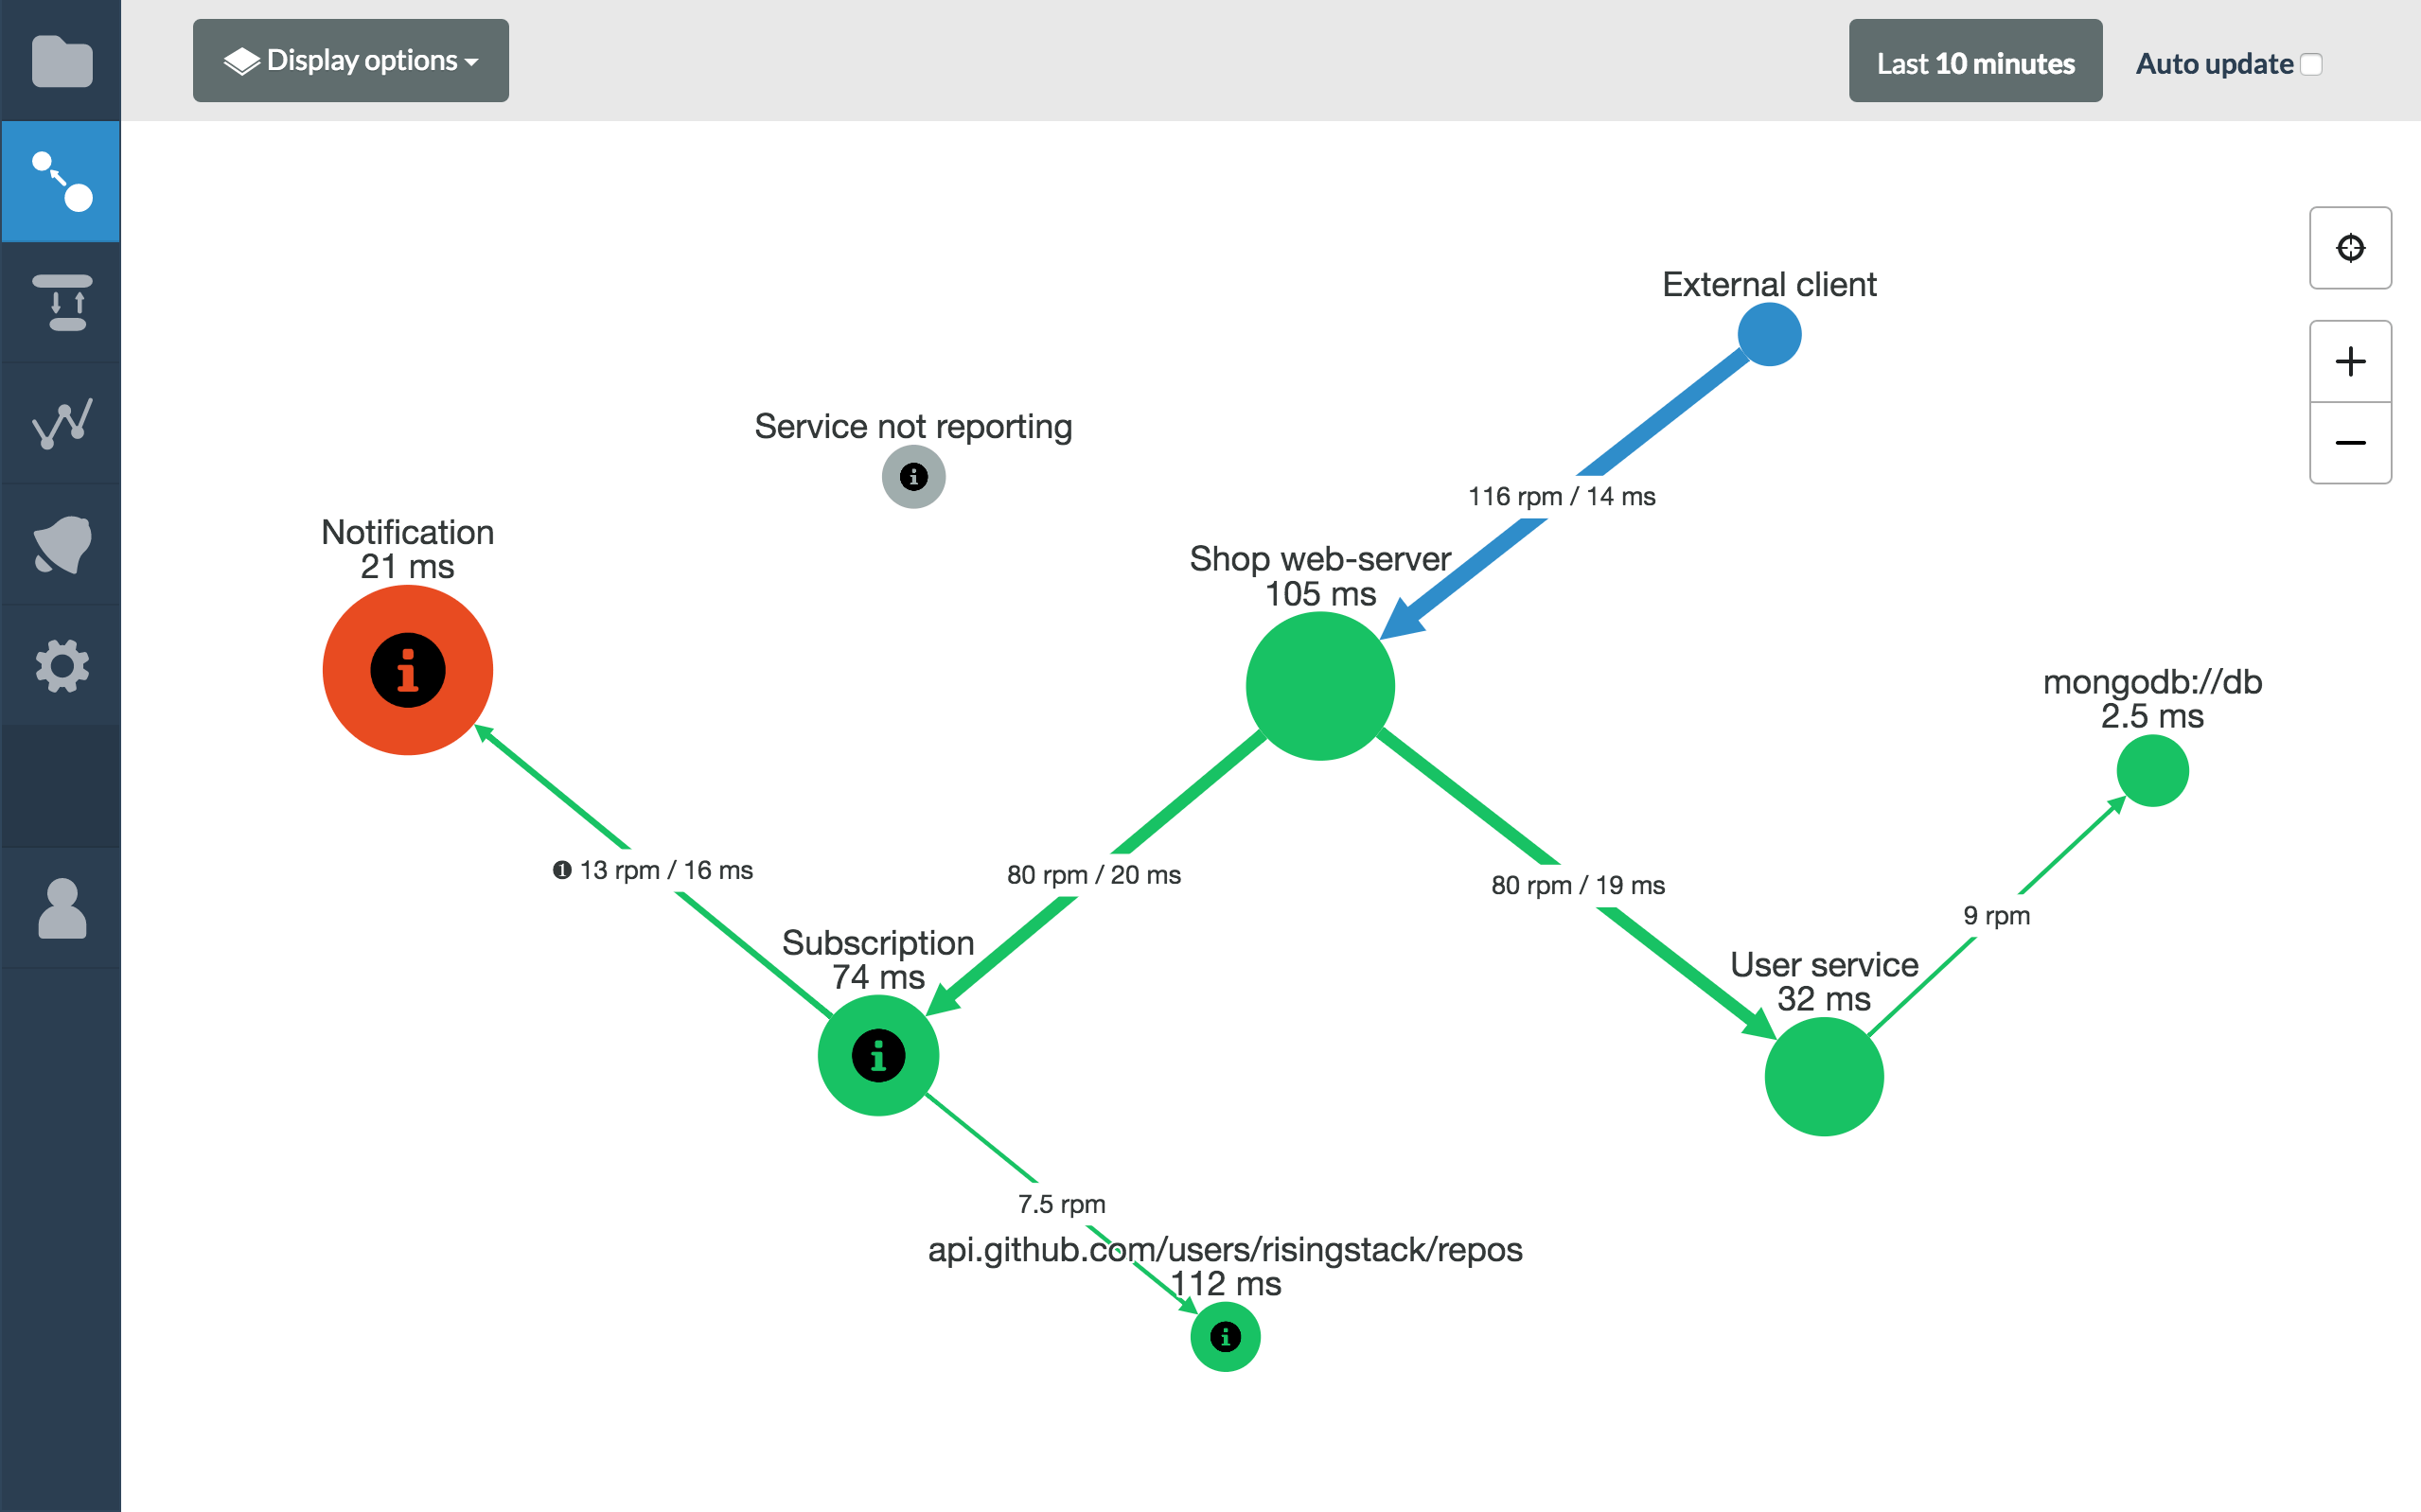 Display options
Last 10 minutes
Auto update
External client
116 rpm / 14 ms
Service not reporting
Notification
21 ms
Shop web-server
105 ms
mongodb://db
2.5 ms
❶ 13 rpm / 16 ms
80 rpm / 20 ms
80 rpm / 19 ms
9 rpm
Subscription
74 ms
User service
32 ms
7.5 rpm
api.github.com/users/risingstack/repos
112 ms